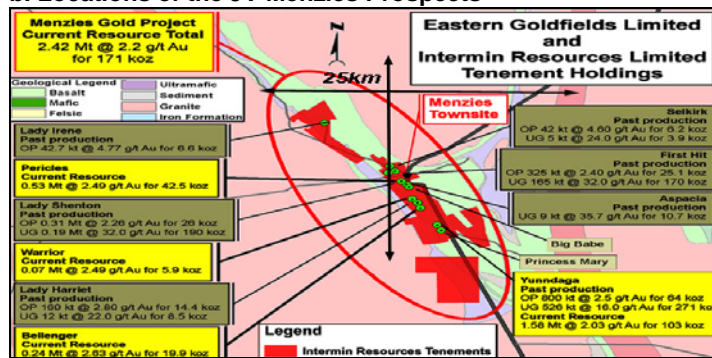 b. Locations of the JV Menzies Prospects
Menzies Gold Project
Current Resource Total
2.42 Mt @ 2.2 g/t Au
for 171 koz
Eastern Goldfields Limited
and
Intermin Resources Limited
Tenement Holdings
25km
Geological Legend
Basalt
Mafic
Felsic
Ultramafic
Sediment
Granite
Iron Formation
Menzies
Townsite
Lady Irene
Past production
OP 42.7 kt @ 4.77 g/t Au for 6.6 koz
Pericles
Current Resource
0.53 Mt @ 2.49 g/t Au for 42.5 koz
Lady Shenton
Past production
OP 0.31 Mt @ 2.26 g/t Au for 26 koz
UG 0.19 Mt @ 32.0 g/t Au for 190 koz
Warrior
Current Resource
0.07 Mt @ 2.49 g/t Au for 5.9 koz
Lady Harriet
Past production
OP 160 kt @ 2.80 g/t Au for 14.4 koz
UG 12 kt @ 22.0 g/t Au for 8.5 koz
Bellenger
Current Resource
0.24 Mt @ 2.63 g/t Au for 19.9 koz
Selkirk
Past production
OP 42 kt @ 4.60 g/t Au for 6.2 koz
UG 5 kt @ 24.0 g/t Au for 3.9 koz
First Hit
Past production
OP 325 kt @ 2.40 g/t Au for 25.1 koz
UG 165 kt @ 32.0 g/t Au for 170 koz
Aspacia
Past production
UG 9 kt @ 35.7 g/t Au for 10.7 koz
Big Babe
Princess Mary
Yunndaga
Past production
OP 800 kt @ 2.5 g/t Au for 64 koz
UG 526 kt @ 16.0 g/t Au for 271 koz
Current Resource
1.58 Mt @ 2.03 g/t Au for 103 koz
Legend
Intermin Resources Tenements